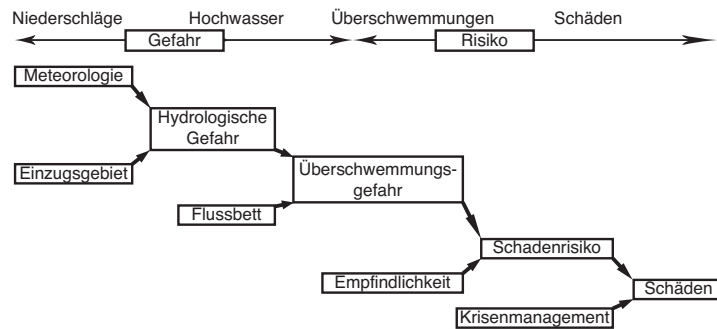 Niederschläge Hochwasser Überschwemmungen Schäden
Gefahr Risiko
Meteorologie
Hydrologische
Gefahr
Einzugsgebiet
Überschwemmungs-
gefahr
Flussbett
Schadenrisiko
Empfindlichkeit
Schäden
Krisenmanagement